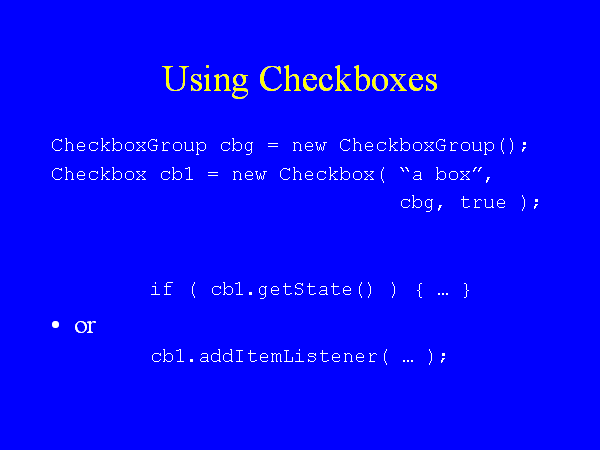 Using Checkboxes
CheckboxGroup cbg = new CheckboxGroup();
Checkbox cb1 = new Checkbox( “a box”,
cbg, true );
if ( cb1.getState() ) { … }
• or
cb1.addItemListener( … );